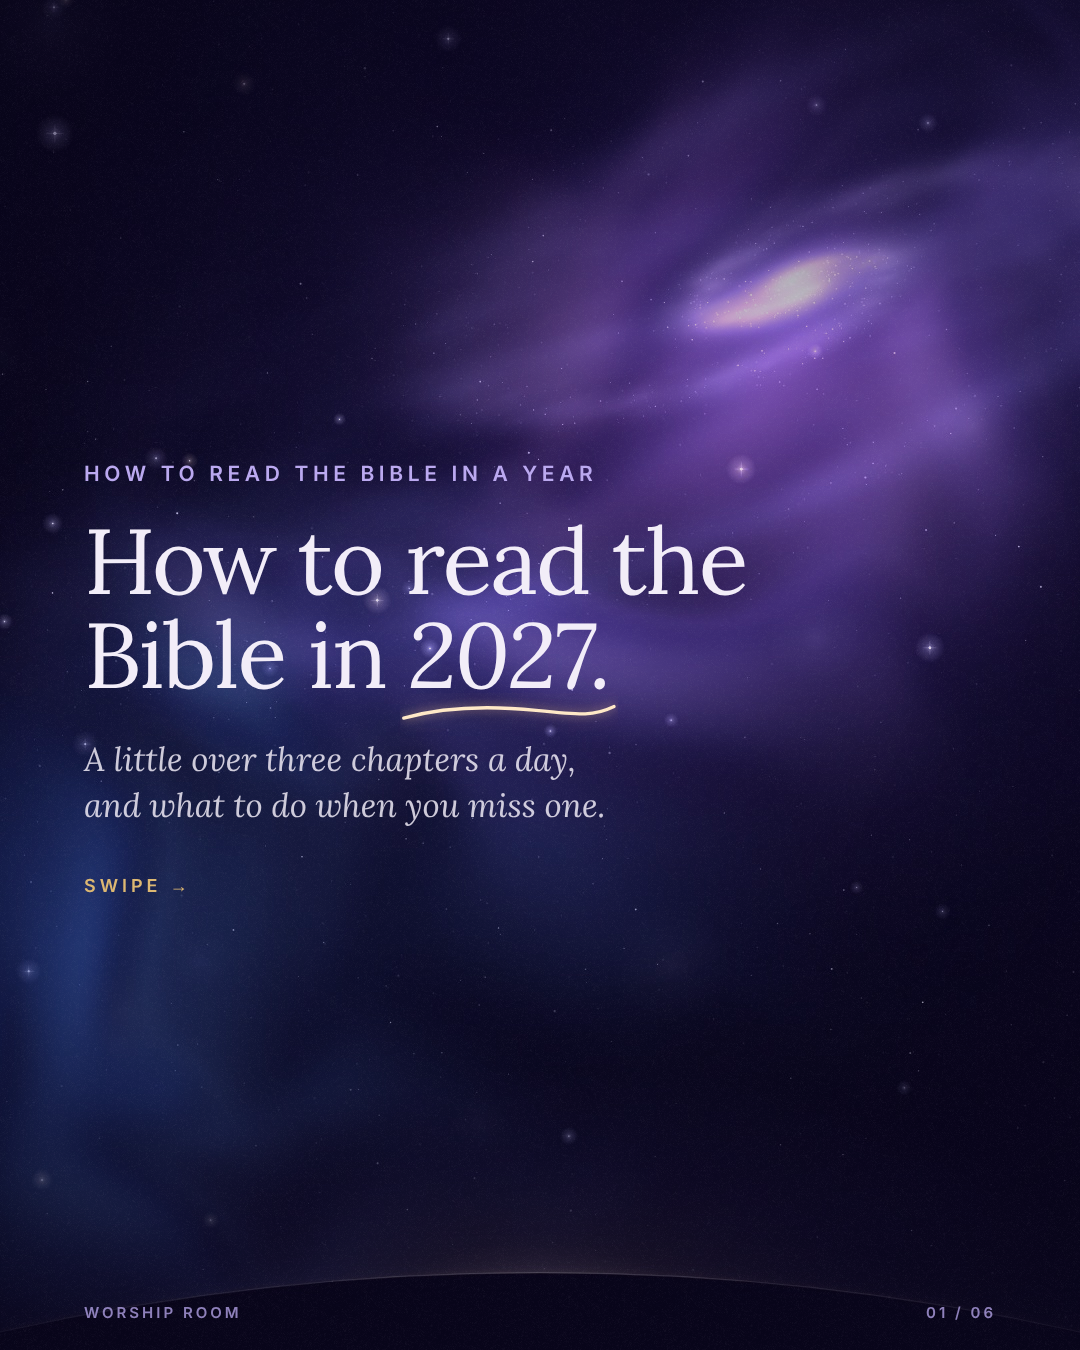 HOW TO READ THE BIBLE IN A YEAR
How to read the
Bible in 2027.
A little over three chapters a day,
and what to do when you miss one.
SWIPE →
WORSHIP ROOM
01 / 06